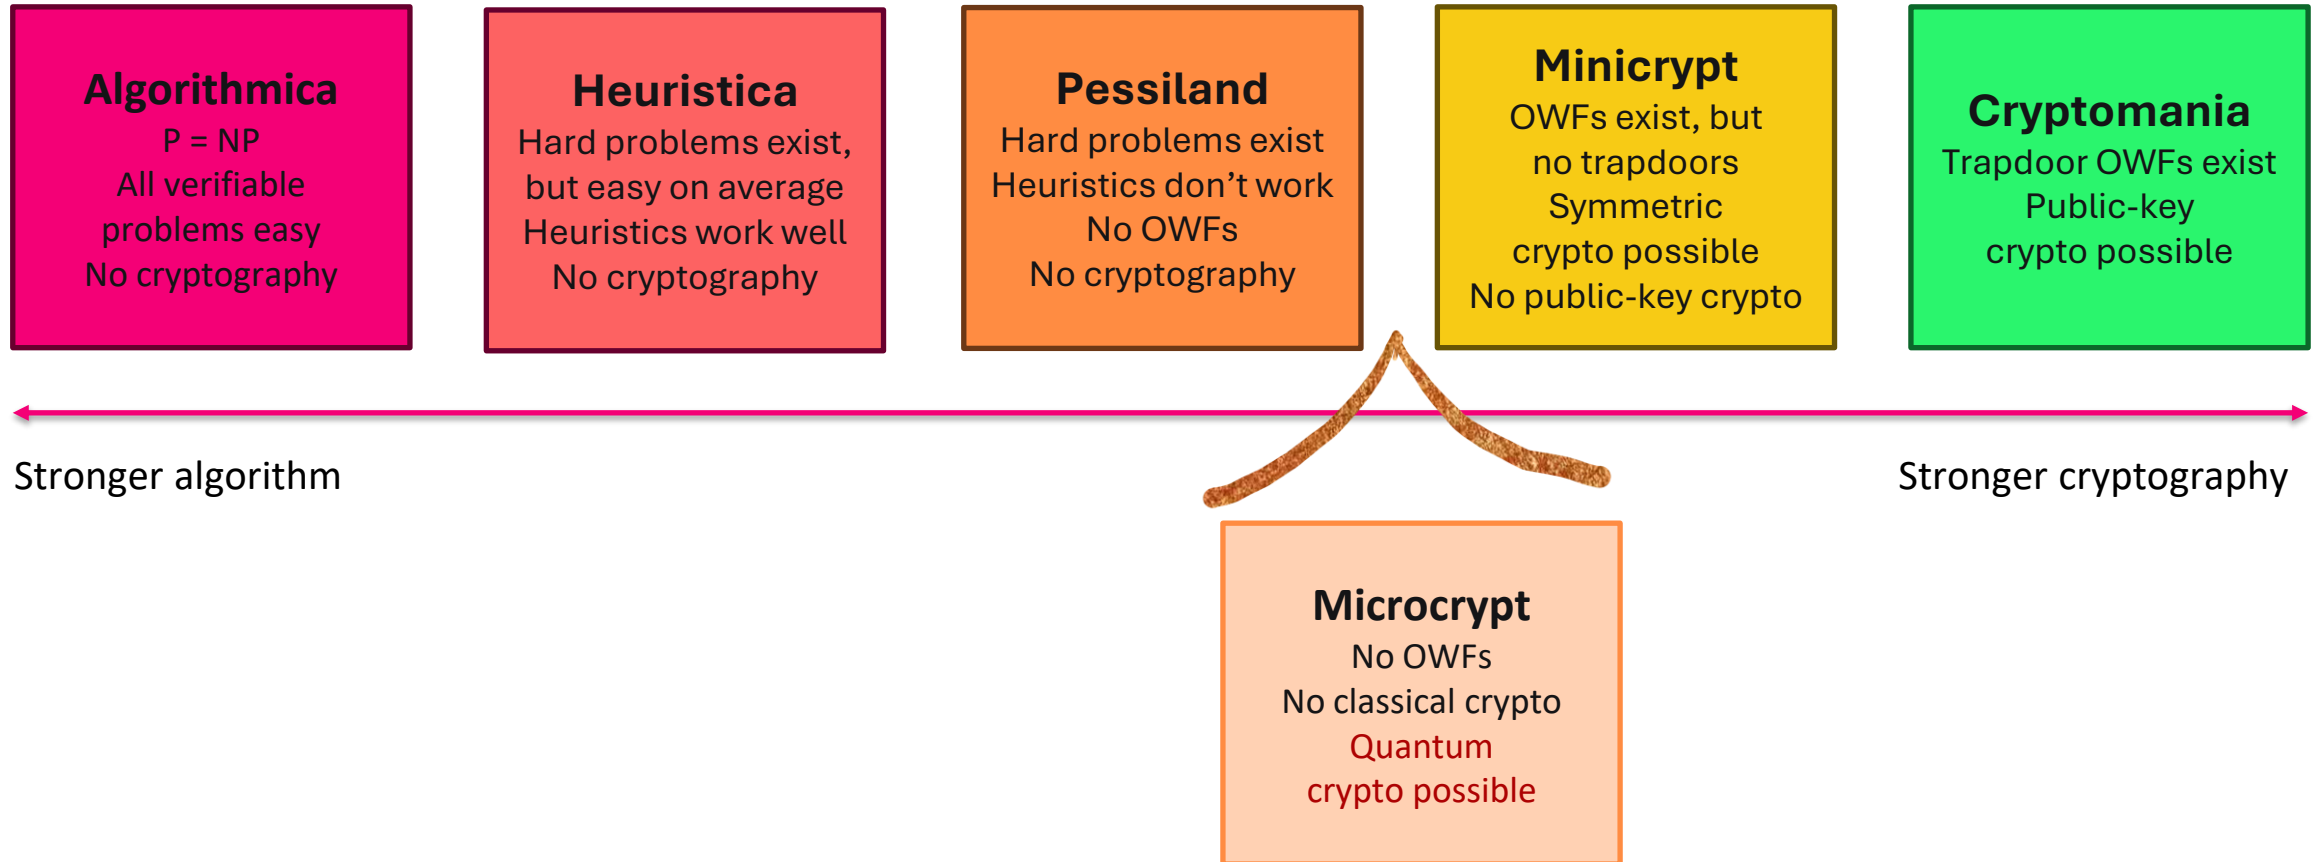 Algorithmica
P = NP
All verifiable
problems easy
No cryptography
Heuristica
Hard problems exist,
but easy on average
Heuristics work well
No cryptography
Pessiland
Hard problems exist
Heuristics don’t work
No OWFs
No cryptography
Minicrypt
OWFs exist, but
no trapdoors
Symmetric
crypto possible
No public-key crypto
Cryptomania
Trapdoor OWFs exist
Public-key
crypto possible
Stronger algorithm
Stronger cryptography
Microcrypt
No OWFs
No classical crypto
Quantum
crypto possible